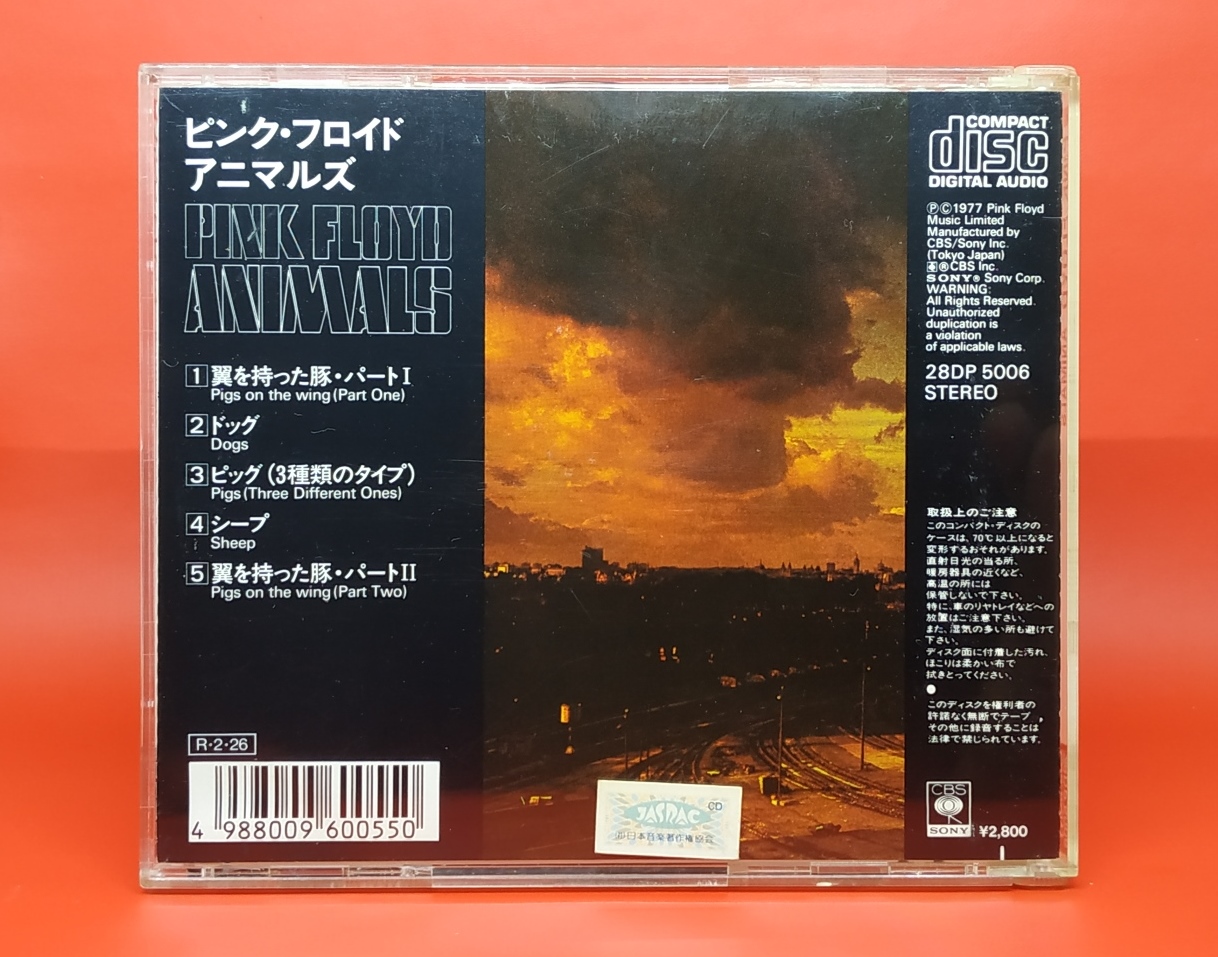 ピンク・フロイド
アニマルズ
PINK FLOYD
ANIMALS
1 翼を持った豚・パートI
Pigs on the wing (Part One)
2 ドッグ
Dogs
3 ピッグ (3種類のタイプ)
Pigs (Three Different Ones)
4 シープ
Sheep
5 翼を持った豚・パートII
Pigs on the wing (Part Two)
R・2・26
4 988009 600550
JASRAC CD
日本音楽著作権協会
COMPACT
disc
DIGITAL AUDIO
ⓅⒸ1977 Pink Floyd
Music Limited
Manufactured by
CBS/Sony Inc.
(Tokyo Japan)
®CBS Inc.
SONY® Sony Corp.
WARNING:
All Rights Reserved.
Unauthorized
duplication is
a violation
of applicable laws.
28DP 5006
STEREO
取扱上のご注意
このコンパクト・ディスクの
ケースは、70℃以上になると
変形するおそれがあります。
直射日光の当る所、
暖房器具の近くなど、
高温の所には
保管しないで下さい。
特に、車のリヤトレイなどへの
放置はご注意下さい。
また、湿気の多い所も避けて
下さい。
ディスク面に付着した汚れ、
ほこりは柔かい布で
拭きとってください。
●
このディスクを権利者の
許諾なく無断でテープ、
その他に録音することは
法律で禁じられています。
CBS
SONY ¥2,800